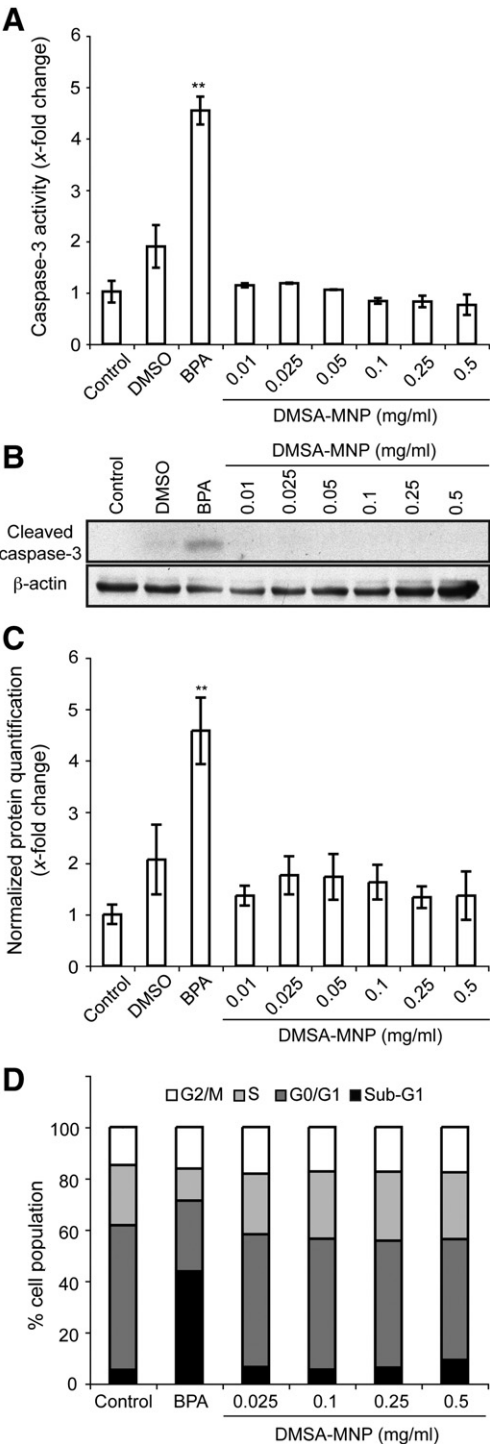 A
Caspase-3 activity (x-fold change)
6
5
4
3
2
1
0
**
Control
DMSO
BPA
0.01
0.025
0.05
0.1
0.25
0.5
DMSA-MNP (mg/ml)
B
DMSA-MNP (mg/ml)
Control
DMSO
BPA
0.01
0.025
0.05
0.1
0.25
0.5
Cleaved
caspase-3
β-actin
C
Normalized protein quantification
(x-fold change)
6
5
4
3
2
1
0
**
Control
DMSO
BPA
0.01
0.025
0.05
0.1
0.25
0.5
DMSA-MNP (mg/ml)
D
G2/M S G0/G1 Sub-G1
% cell population
100
80
60
40
20
0
Control
BPA
0.025
0.1
0.25
0.5
DMSA-MNP (mg/ml)